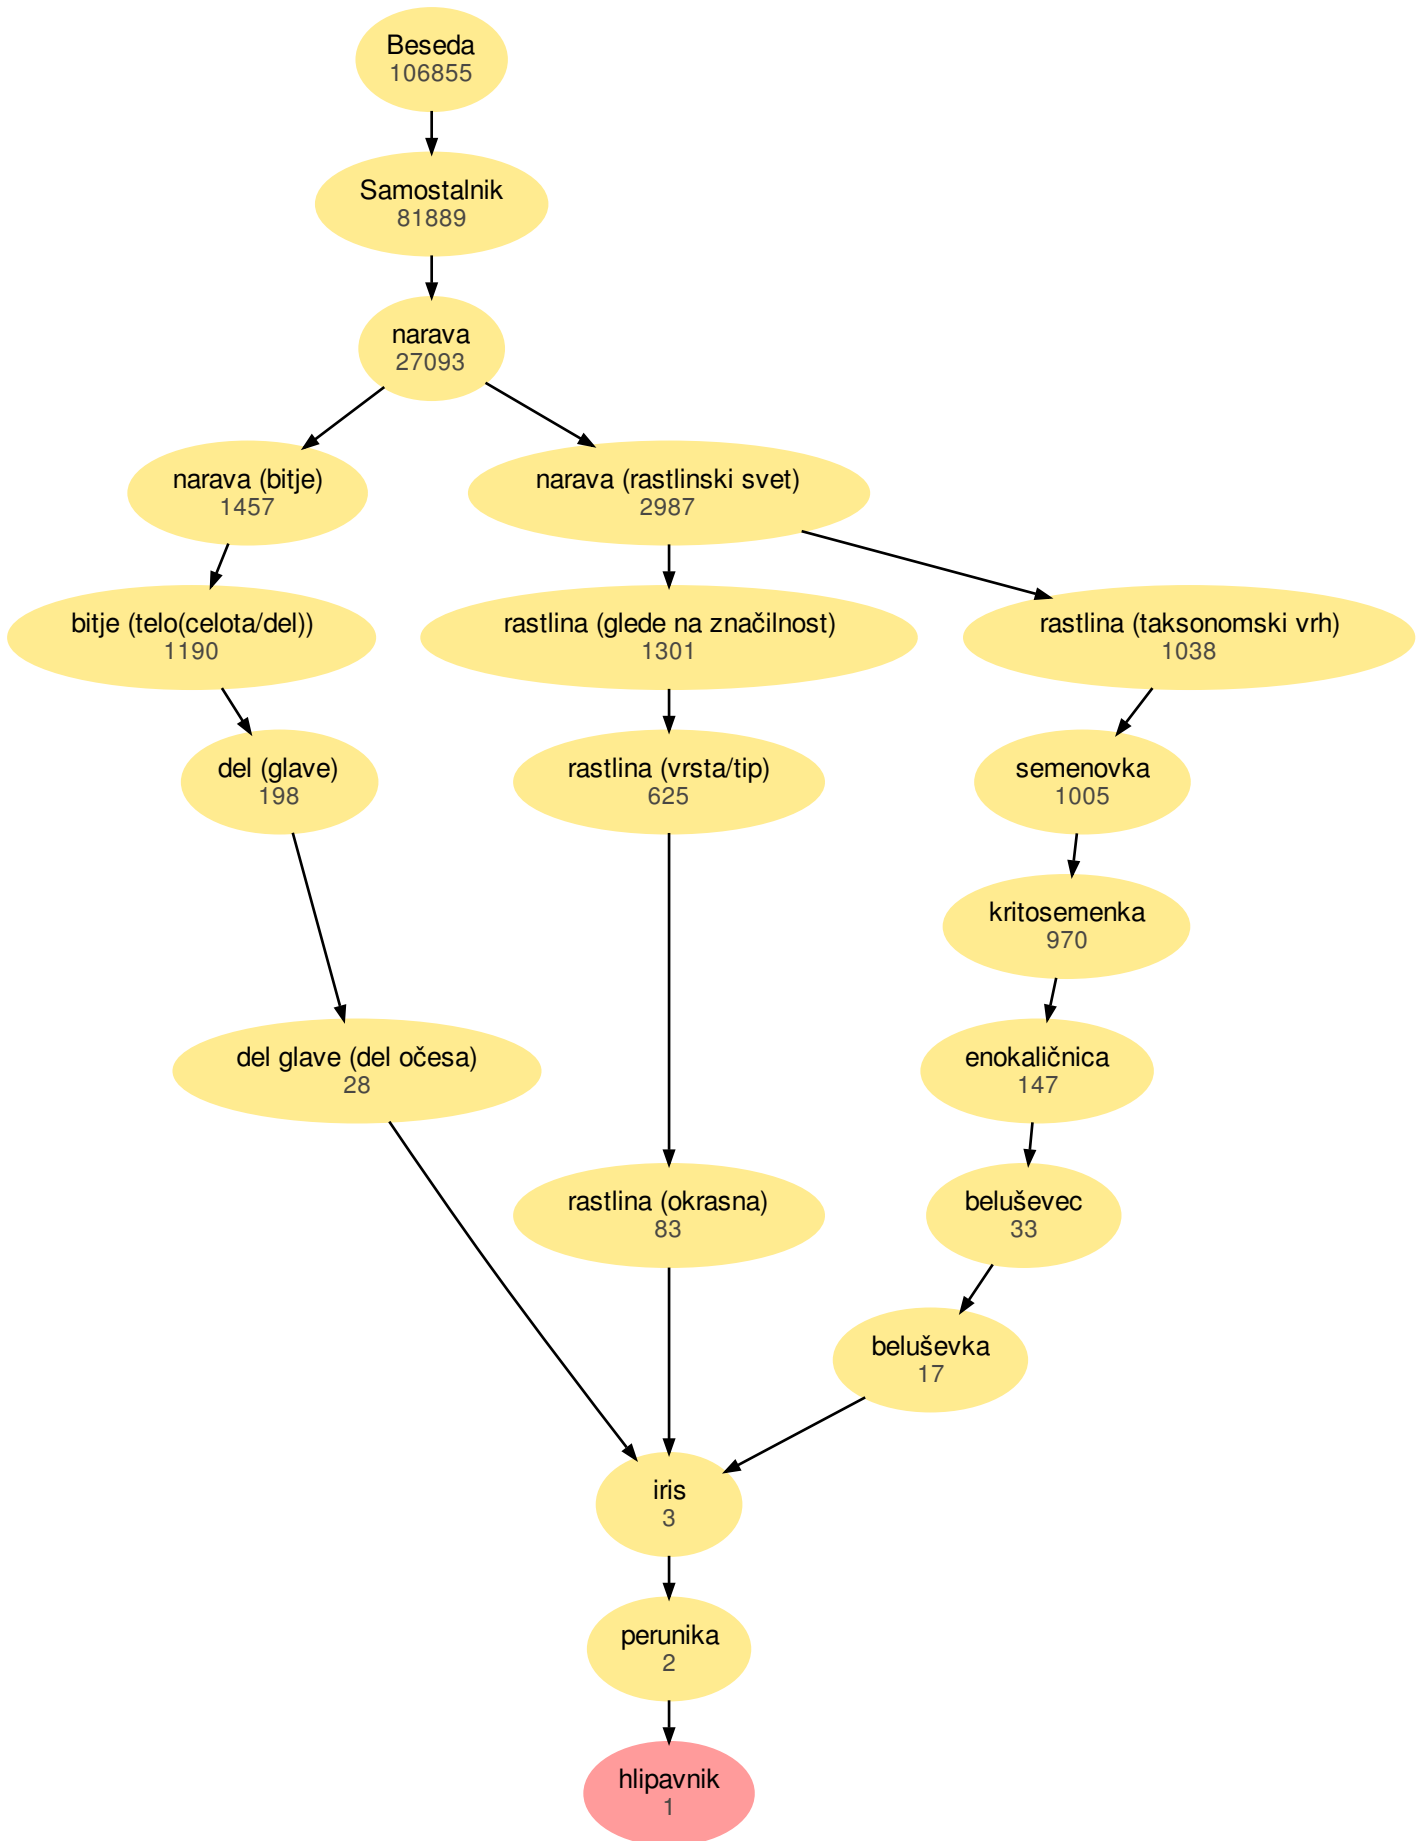 Beseda
106855
Samostalnik
81889
narava
27093
narava (bitje)
1457
narava (rastlinski svet)
2987
bitje (telo(celota/del))
1190
rastlina (glede na značilnost)
1301
rastlina (taksonomski vrh)
1038
del (glave)
198
rastlina (vrsta/tip)
625
semenovka
1005
kritosemenka
970
del glave (del očesa)
28
enokaličnica
147
rastlina (okrasna)
83
beluševec
33
beluševka
17
iris
3
perunika
2
hlipavnik
1